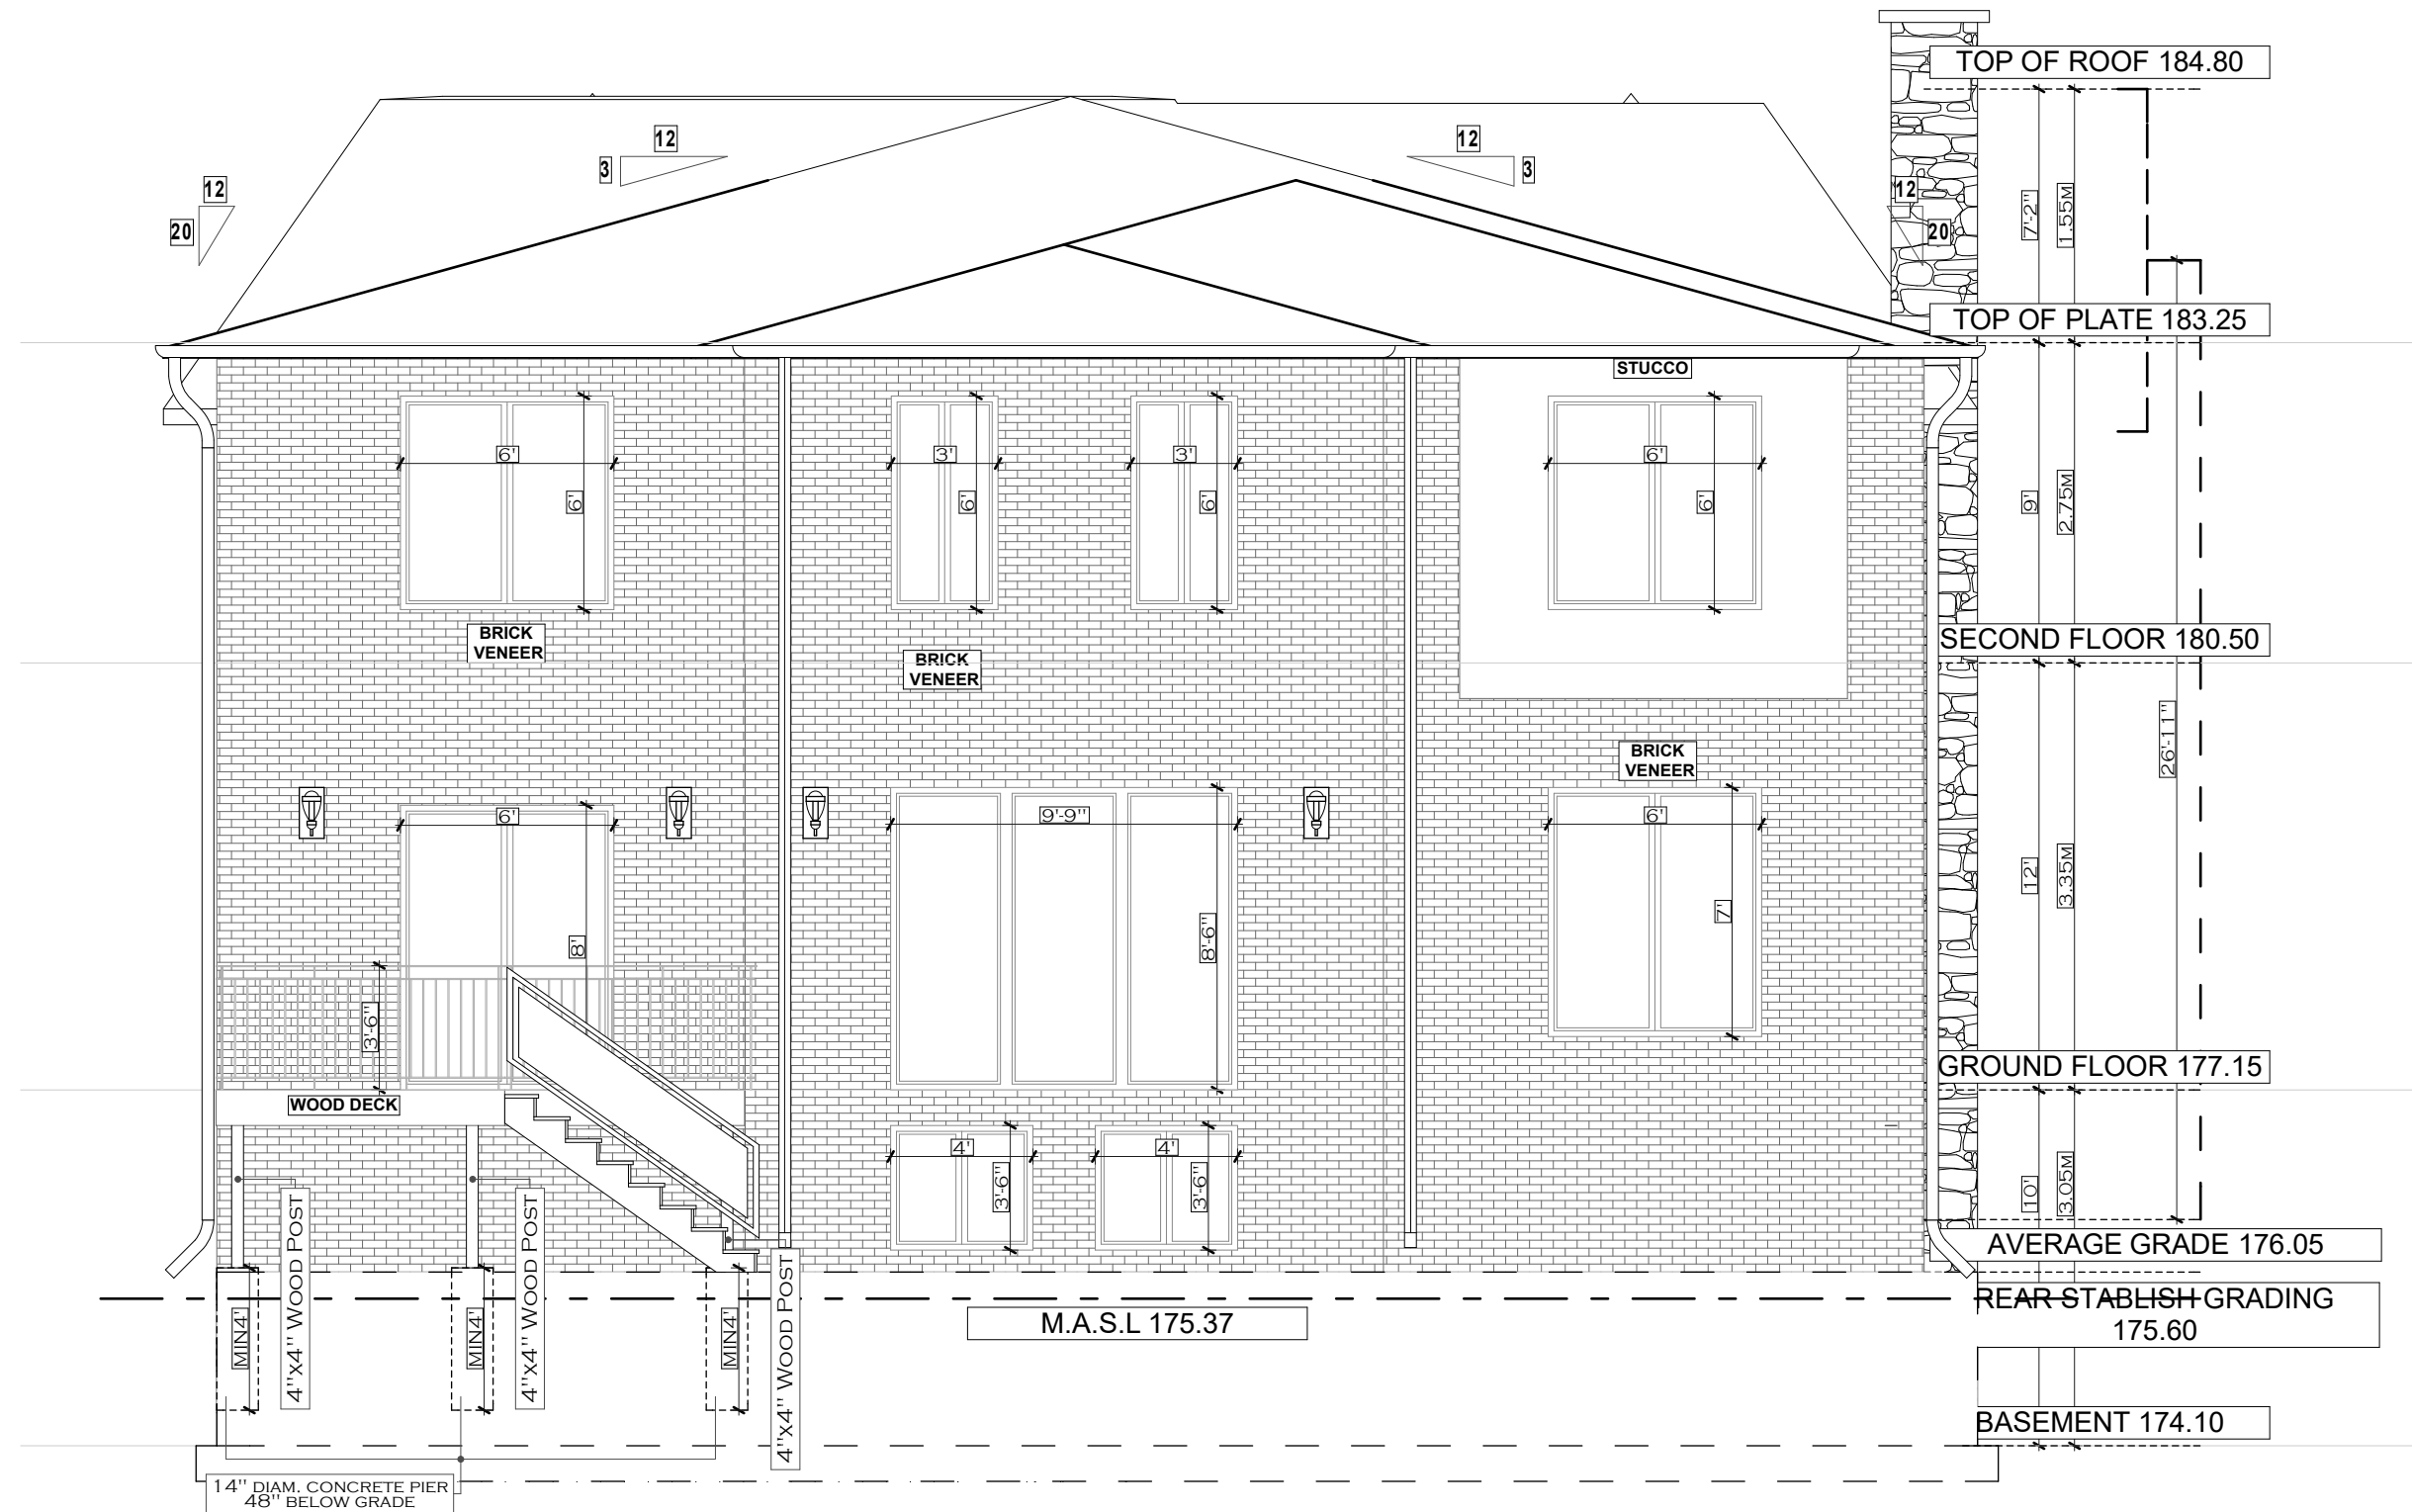 TOP OF ROOF 184.80
12
12
3
3
12
20
12
20
7'-2"
1.55M
TOP OF PLATE 183.25
STUCCO
6'
6'
3'
6'
3'
6'
6'
6'
9'
2.75M
BRICK
VENEER
BRICK
VENEER
SECOND FLOOR 180.50
26'-11"
BRICK
VENEER
6'
8'
9'-9"
8'-6"
6'
7'
12'
3.35M
3'-6"
WOOD DECK
GROUND FLOOR 177.15
4'
3'-6"
4'
3'-6"
10'
3.05M
AVERAGE GRADE 176.05
4"x4" WOOD POST
4"x4" WOOD POST
4"x4" WOOD POST
MIN4'
MIN4'
MIN4'
M.A.S.L 175.37
REAR STABLISH GRADING
175.60
BASEMENT 174.10
14" DIAM. CONCRETE PIER
48" BELOW GRADE